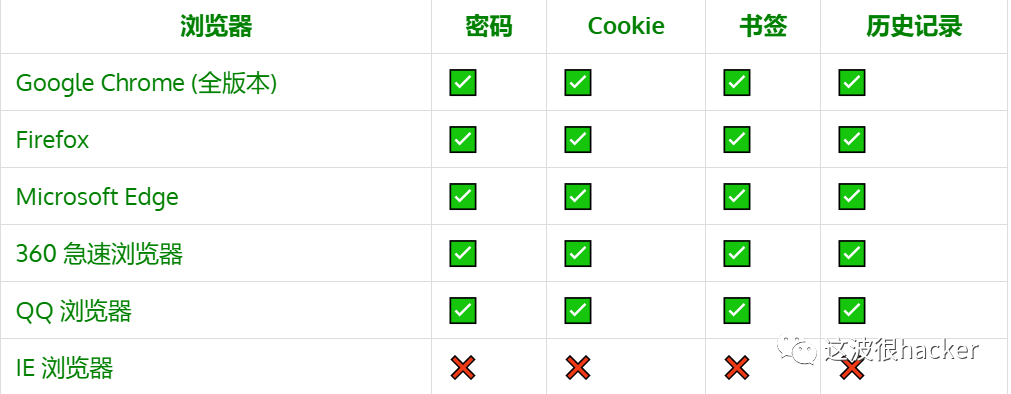 浏览器 密码 Cookie 书签 历史记录
Google Chrome (全版本) ✅ ✅ ✅ ✅
Firefox ✅ ✅ ✅ ✅
Microsoft Edge ✅ ✅ ✅ ✅
360 急速浏览器 ✅ ✅ ✅ ✅
QQ 浏览器 ✅ ✅ ✅ ✅
IE 浏览器 ❌ ❌ ❌ ❌
这波很hacker